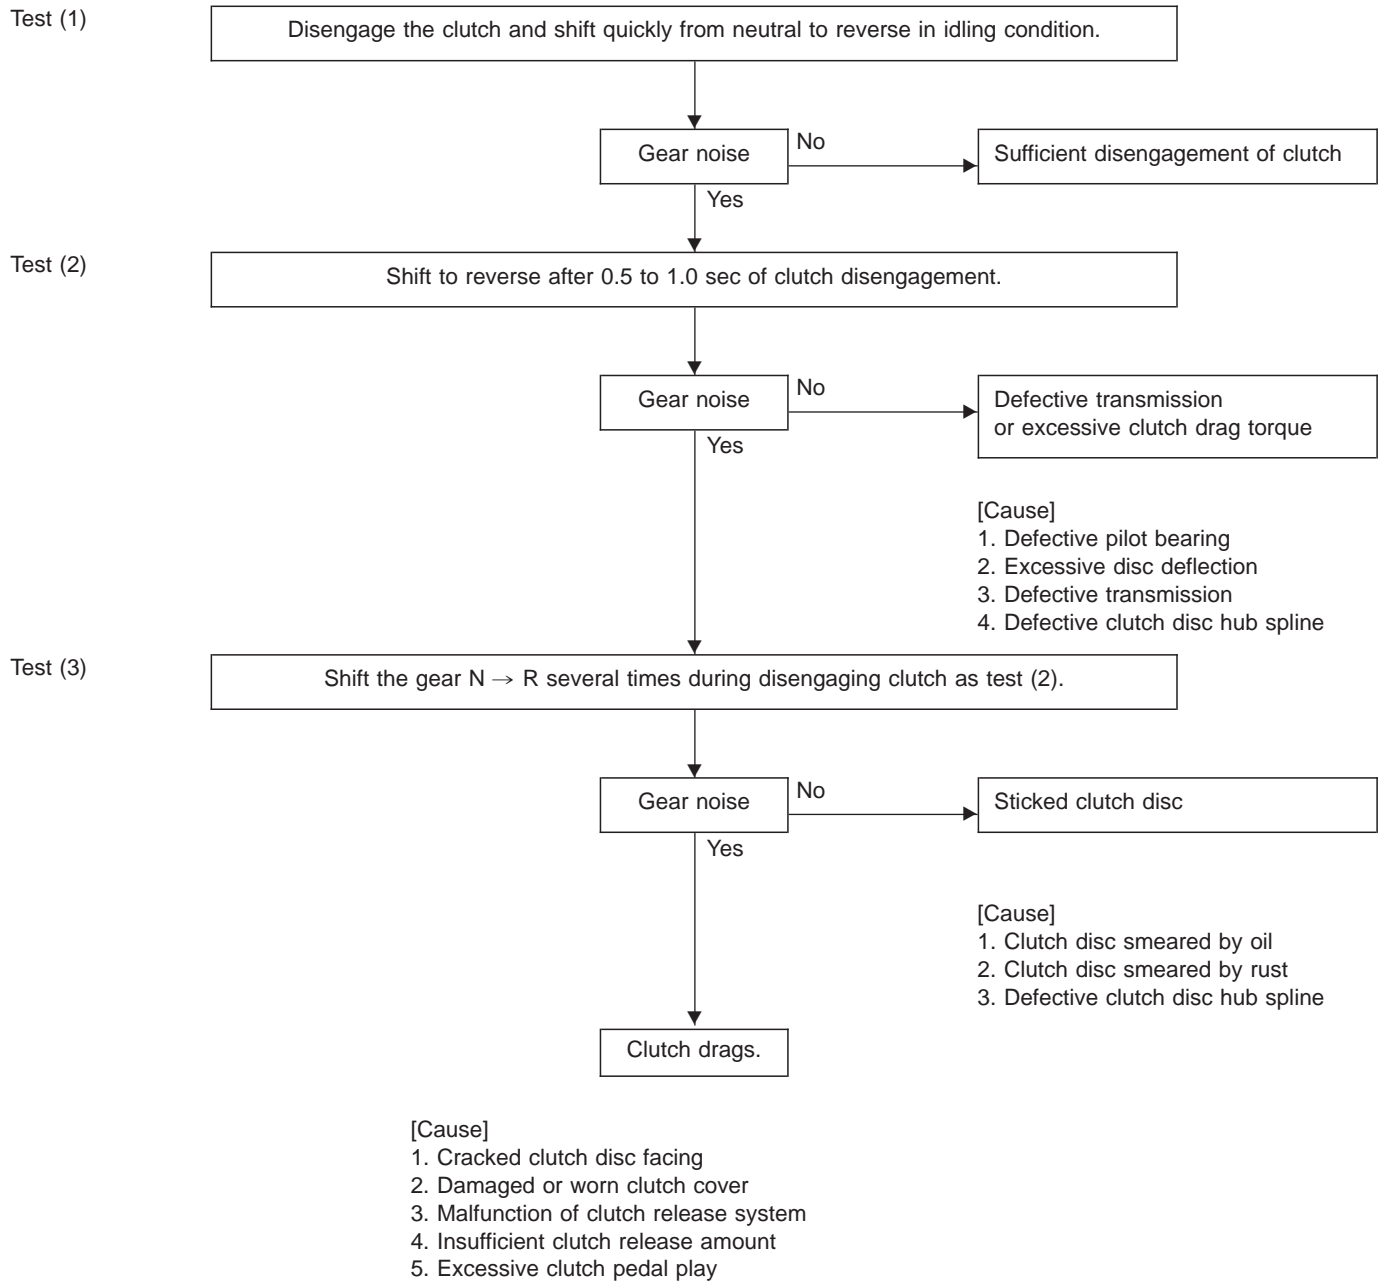 Test (1)
Disengage the clutch and shift quickly from neutral to reverse in idling condition.
Gear noise
No
Sufficient disengagement of clutch
Yes
Test (2)
Shift to reverse after 0.5 to 1.0 sec of clutch disengagement.
Gear noise
No
Defective transmission
or excessive clutch drag torque
Yes
[Cause]
1. Defective pilot bearing
2. Excessive disc deflection
3. Defective transmission
4. Defective clutch disc hub spline
Test (3)
Shift the gear N → R several times during disengaging clutch as test (2).
Gear noise
No
Sticked clutch disc
Yes
[Cause]
1. Clutch disc smeared by oil
2. Clutch disc smeared by rust
3. Defective clutch disc hub spline
Clutch drags.
[Cause]
1. Cracked clutch disc facing
2. Damaged or worn clutch cover
3. Malfunction of clutch release system
4. Insufficient clutch release amount
5. Excessive clutch pedal play